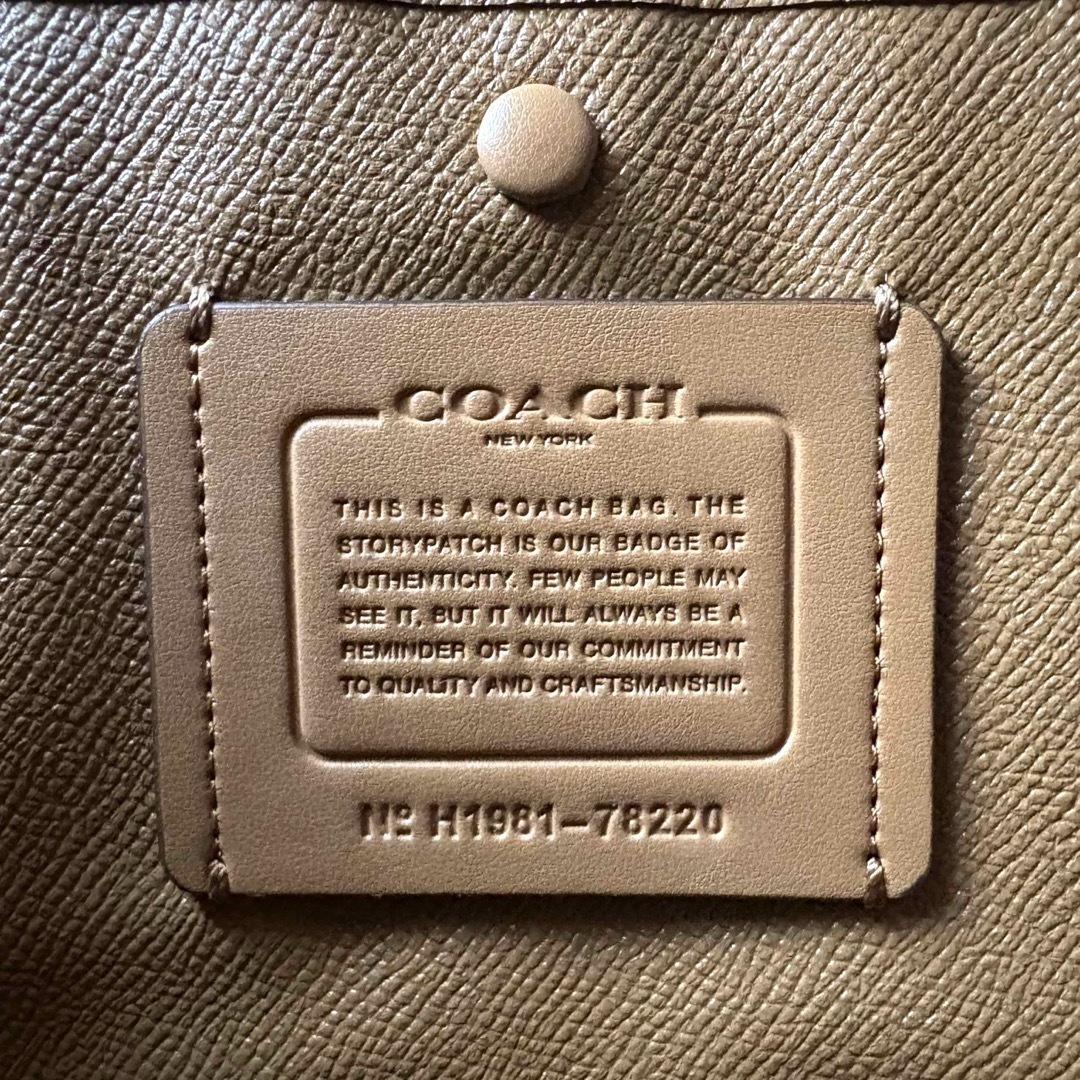 COACH
NEW YORK
THIS IS A COACH BAG. THE
STORYPATCH IS OUR BADGE OF
AUTHENTICITY. FEW PEOPLE MAY
SEE IT, BUT IT WILL ALWAYS BE A
REMINDER OF OUR COMMITMENT
TO QUALITY AND CRAFTSMANSHIP.
Nº H1981-78220